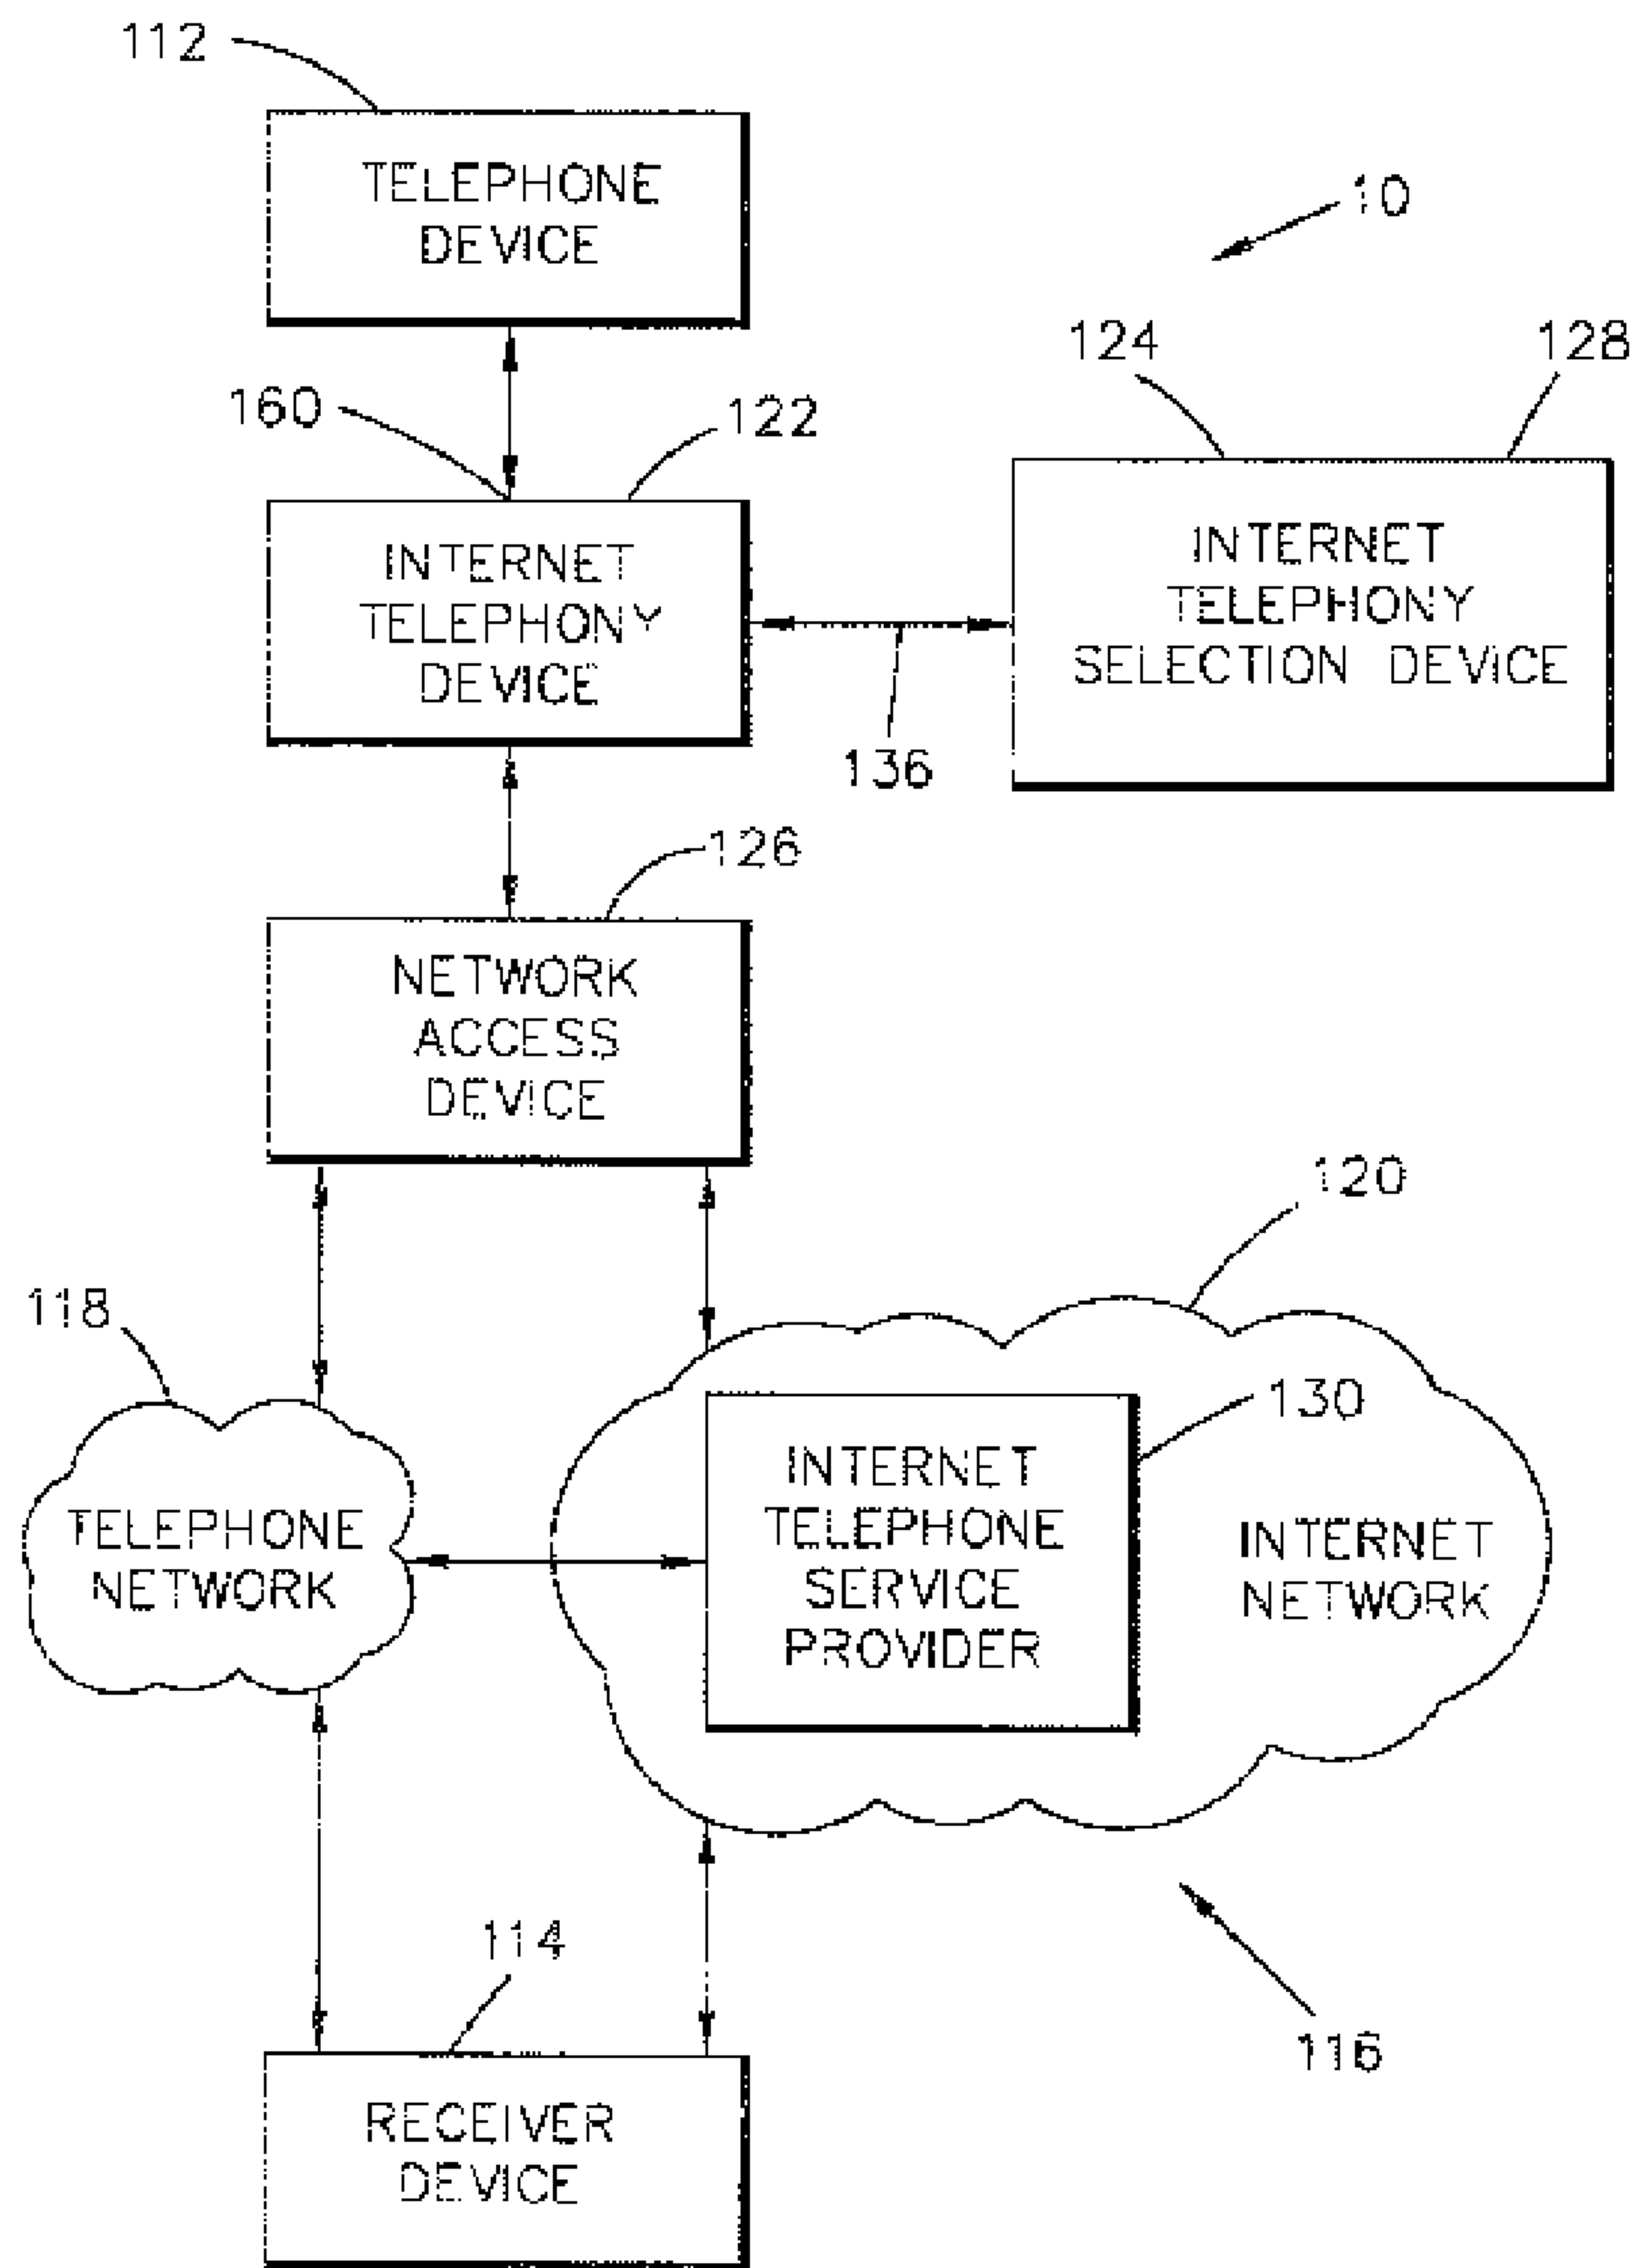 112
TELEPHONE
DEVICE
10
124
128
160
122
INTERNET
TELEPHONY
DEVICE
INTERNET
TELEPHONY
SELECTION DEVICE
136
126
NETWORK
ACCESS
DEVICE
120
118
130
TELEPHONE
NETWORK
INTERNET
TELEPHONE
SERVICE
PROVIDER
INTERNET
NETWORK
114
116
RECEIVER
DEVICE